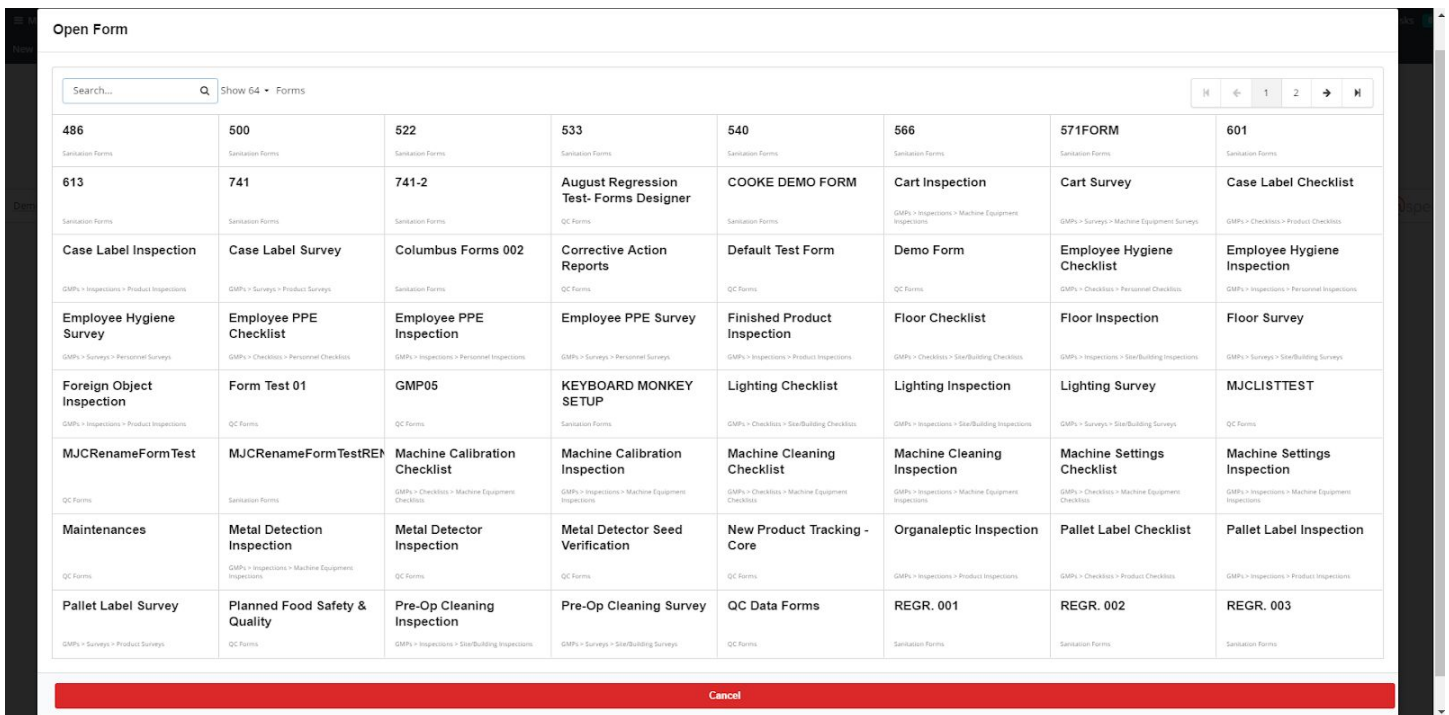 Open Form
Search...
Show 64 Forms
1 2
486
Sanitation Forms
500
Sanitation Forms
522
Sanitation Forms
533
Sanitation Forms
540
Sanitation Forms
566
Sanitation Forms
571FORM
Sanitation Forms
601
Sanitation Forms
613
Sanitation Forms
741
Sanitation Forms
741-2
Sanitation Forms
August Regression
Test- Forms Designer
QC Forms
COOKE DEMO FORM
Sanitation Forms
Cart Inspection
GMPs > Inspections > Machine Equipment
Inspections
Cart Survey
GMPs > Surveys > Machine Equipment Surveys
Case Label Checklist
GMPs > Checklists > Product Checklists
Case Label Inspection
GMPs > Inspections > Product Inspections
Case Label Survey
GMPs > Surveys > Product Surveys
Columbus Forms 002
Sanitation Forms
Corrective Action
Reports
QC Forms
Default Test Form
QC Forms
Demo Form
QC Forms
Employee Hygiene
Checklist
GMPs > Checklists > Personnel Checklists
Employee Hygiene
Inspection
GMPs > Inspections > Personnel Inspections
Employee Hygiene
Survey
GMPs > Surveys > Personnel Surveys
Employee PPE
Checklist
GMPs > Checklists > Personnel Checklists
Employee PPE
Inspection
GMPs > Inspections > Personnel Inspections
Employee PPE Survey
GMPs > Surveys > Personnel Surveys
Finished Product
Inspection
GMPs > Inspections > Product Inspections
Floor Checklist
GMPs > Checklists > Site/Building Checklists
Floor Inspection
GMPs > Inspections > Site/Building Inspections
Floor Survey
GMPs > Surveys > Site/Building Surveys
Foreign Object
Inspection
GMPs > Inspections > Product Inspections
Form Test 01
QC Forms
GMP05
QC Forms
KEYBOARD MONKEY
SETUP
Sanitation Forms
Lighting Checklist
GMPs > Checklists > Site/Building Checklists
Lighting Inspection
GMPs > Inspections > Site/Building Inspections
Lighting Survey
GMPs > Surveys > Site/Building Surveys
MJCLISTTEST
QC Forms
MJCRenameFormTest
QC Forms
MJCRenameFormTestREN
Sanitation Forms
Machine Calibration
Checklist
GMPs > Checklists > Machine Equipment
Checklists
Machine Calibration
Inspection
GMPs > Inspections > Machine Equipment
Inspections
Machine Cleaning
Checklist
GMPs > Checklists > Machine Equipment
Checklists
Machine Cleaning
Inspection
GMPs > Inspections > Machine Equipment
Inspections
Machine Settings
Checklist
GMPs > Checklists > Machine Equipment
Checklists
Machine Settings
Inspection
GMPs > Inspections > Machine Equipment
Inspections
Maintenances
QC Forms
Metal Detection
Inspection
GMPs > Inspections > Machine Equipment
Inspections
Metal Detector
Inspection
QC Forms
Metal Detector Seed
Verification
QC Forms
New Product Tracking -
Core
QC Forms
Organaleptic Inspection
GMPs > Inspections > Product Inspections
Pallet Label Checklist
GMPs > Checklists > Product Checklists
Pallet Label Inspection
GMPs > Inspections > Product Inspections
Pallet Label Survey
GMPs > Surveys > Product Surveys
Planned Food Safety &
Quality
QC Forms
Pre-Op Cleaning
Inspection
GMPs > Inspections > Site/Building Inspections
Pre-Op Cleaning Survey
GMPs > Surveys > Site/Building Surveys
QC Data Forms
QC Forms
REGR. 001
Sanitation Forms
REGR. 002
Sanitation Forms
REGR. 003
Sanitation Forms
Cancel